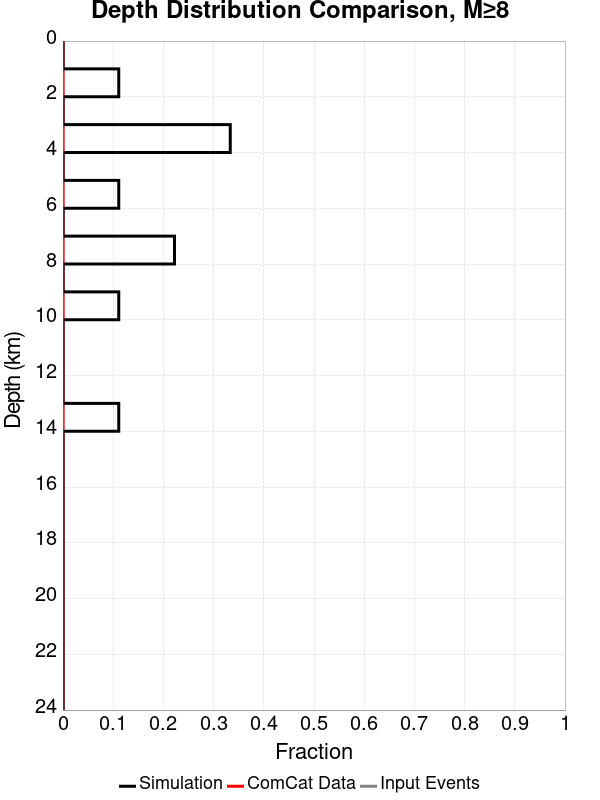 Depth Distribution Comparison, M≥8
0
2
4
6
8
10
12
14
16
18
20
22
24
Depth (km)
0 0.1 0.2 0.3 0.4 0.5 0.6 0.7 0.8 0.9 1
Fraction
Simulation ComCat Data Input Events